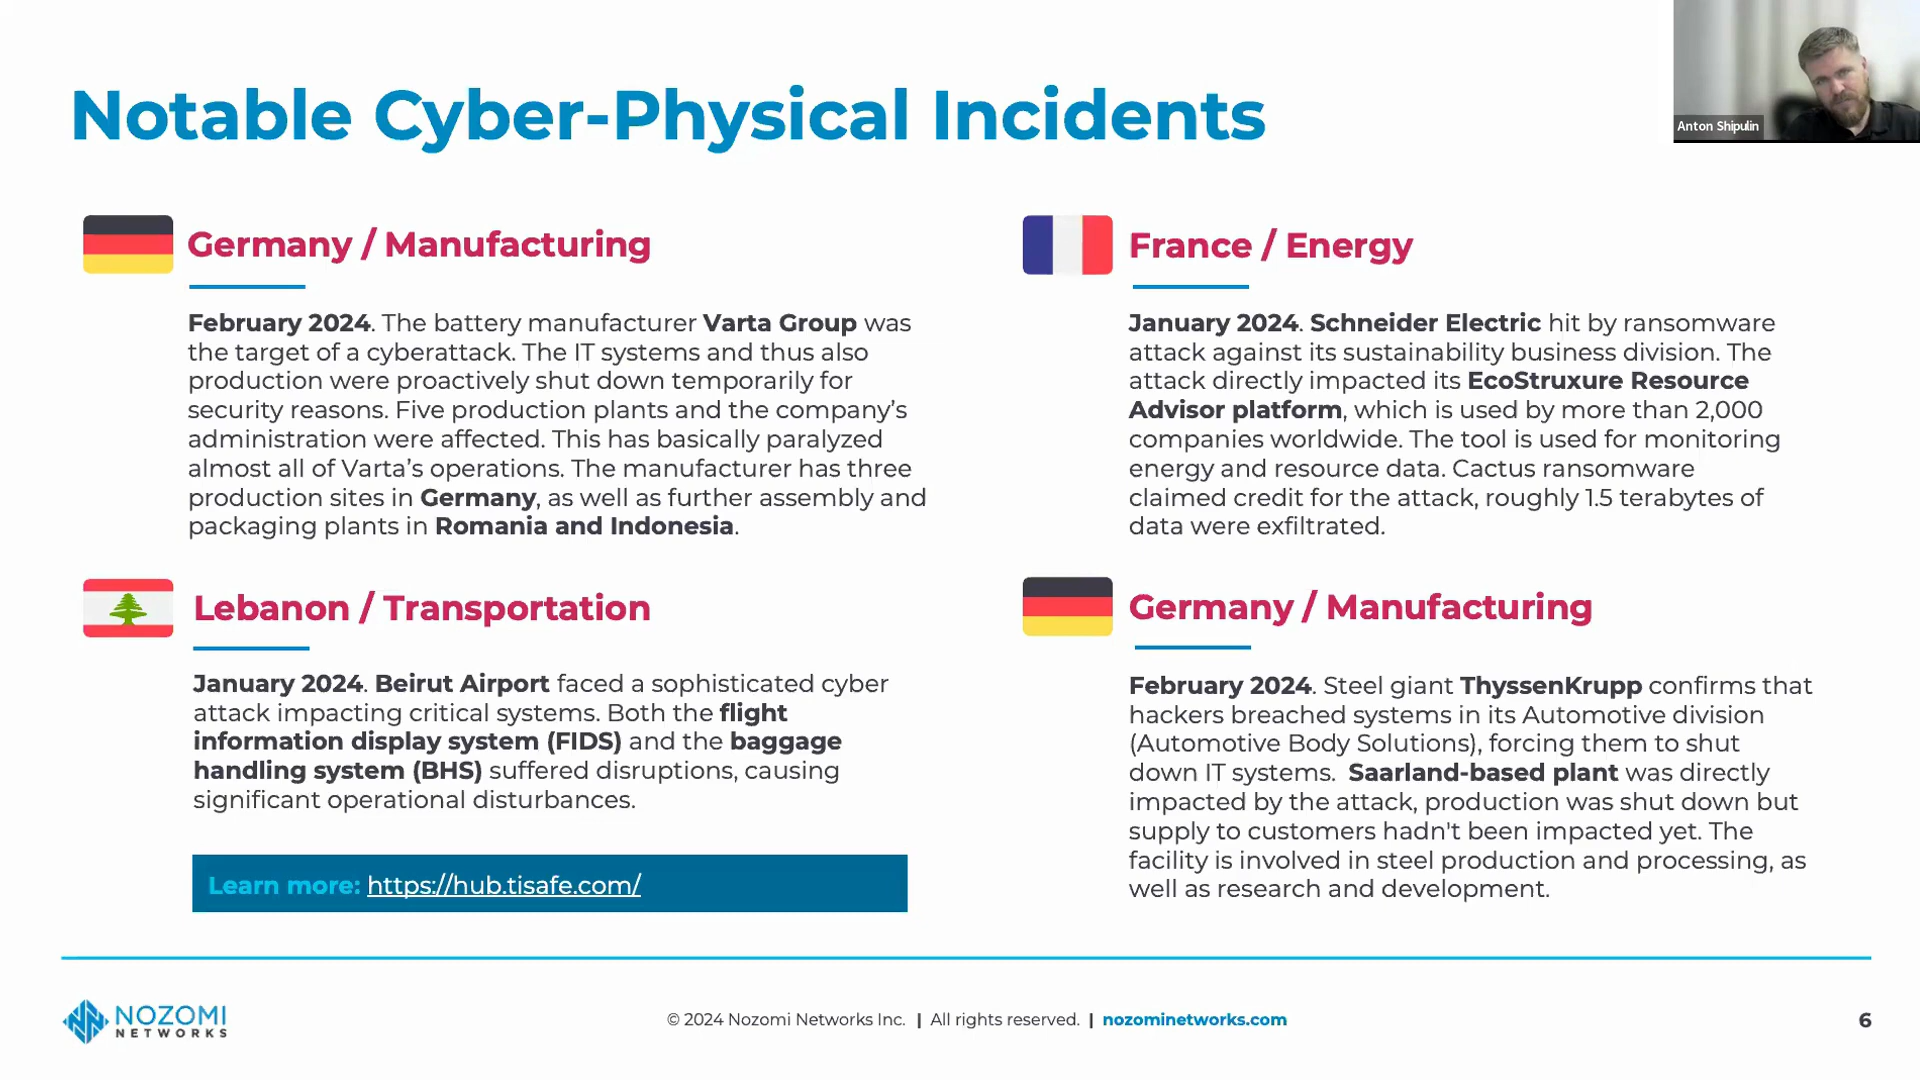 Notable Cyber-Physical Incidents
Anton Shipulin
Germany / Manufacturing
February 2024. The battery manufacturer Varta Group was
the target of a cyberattack. The IT systems and thus also
production were proactively shut down temporarily for
security reasons. Five production plants and the company’s
administration were affected. This has basically paralyzed
almost all of Varta’s operations. The manufacturer has three
production sites in Germany, as well as further assembly and
packaging plants in Romania and Indonesia.
France / Energy
January 2024. Schneider Electric hit by ransomware
attack against its sustainability business division. The
attack directly impacted its EcoStruxure Resource
Advisor platform, which is used by more than 2,000
companies worldwide. The tool is used for monitoring
energy and resource data. Cactus ransomware
claimed credit for the attack, roughly 1.5 terabytes of
data were exfiltrated.
Lebanon / Transportation
January 2024. Beirut Airport faced a sophisticated cyber
attack impacting critical systems. Both the flight
information display system (FIDS) and the baggage
handling system (BHS) suffered disruptions, causing
significant operational disturbances.
Learn more: https://hub.tisafe.com/
Germany / Manufacturing
February 2024. Steel giant ThyssenKrupp confirms that
hackers breached systems in its Automotive division
(Automotive Body Solutions), forcing them to shut
down IT systems. Saarland-based plant was directly
impacted by the attack, production was shut down but
supply to customers hadn't been impacted yet. The
facility is involved in steel production and processing, as
well as research and development.
NOZOMI
NETWORKS
© 2024 Nozomi Networks Inc. | All rights reserved. | nozominetworks.com
6